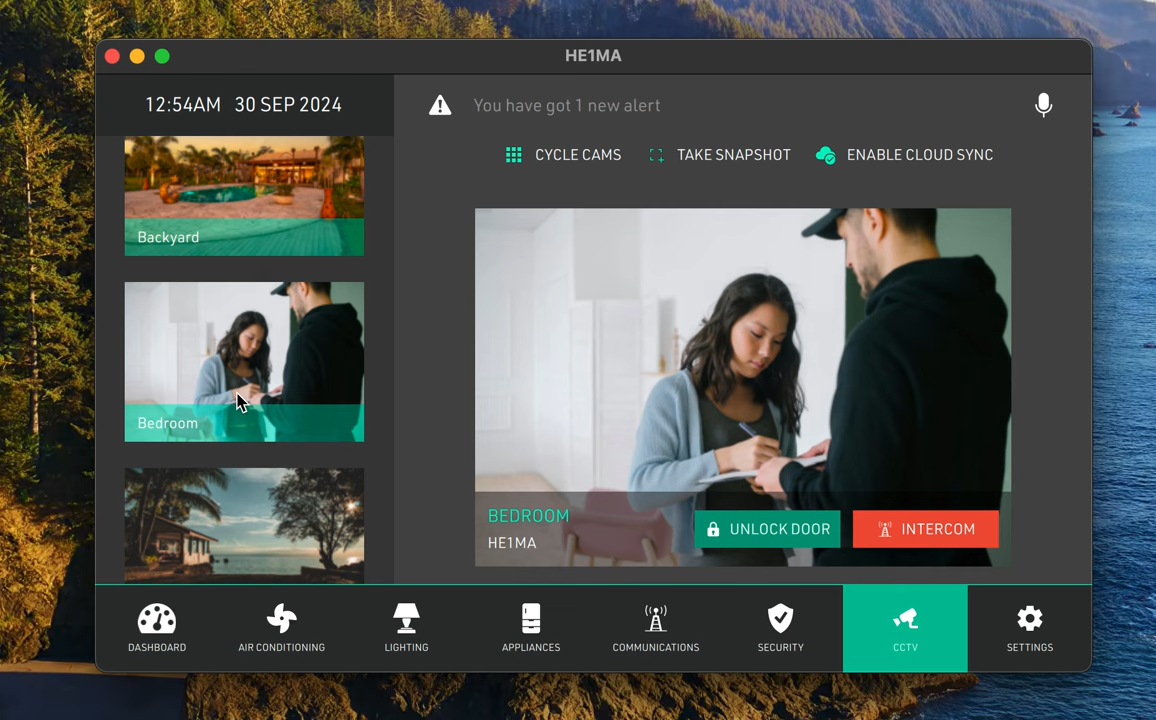 HE1MA
12:54AM 30 SEP 2024
You have got 1 new alert
CYCLE CAMS TAKE SNAPSHOT ENABLE CLOUD SYNC
Backyard
Bedroom
BEDROOM
HE1MA
UNLOCK DOOR INTERCOM
DASHBOARD AIR CONDITIONING LIGHTING APPLIANCES COMMUNICATIONS SECURITY CCTV SETTINGS